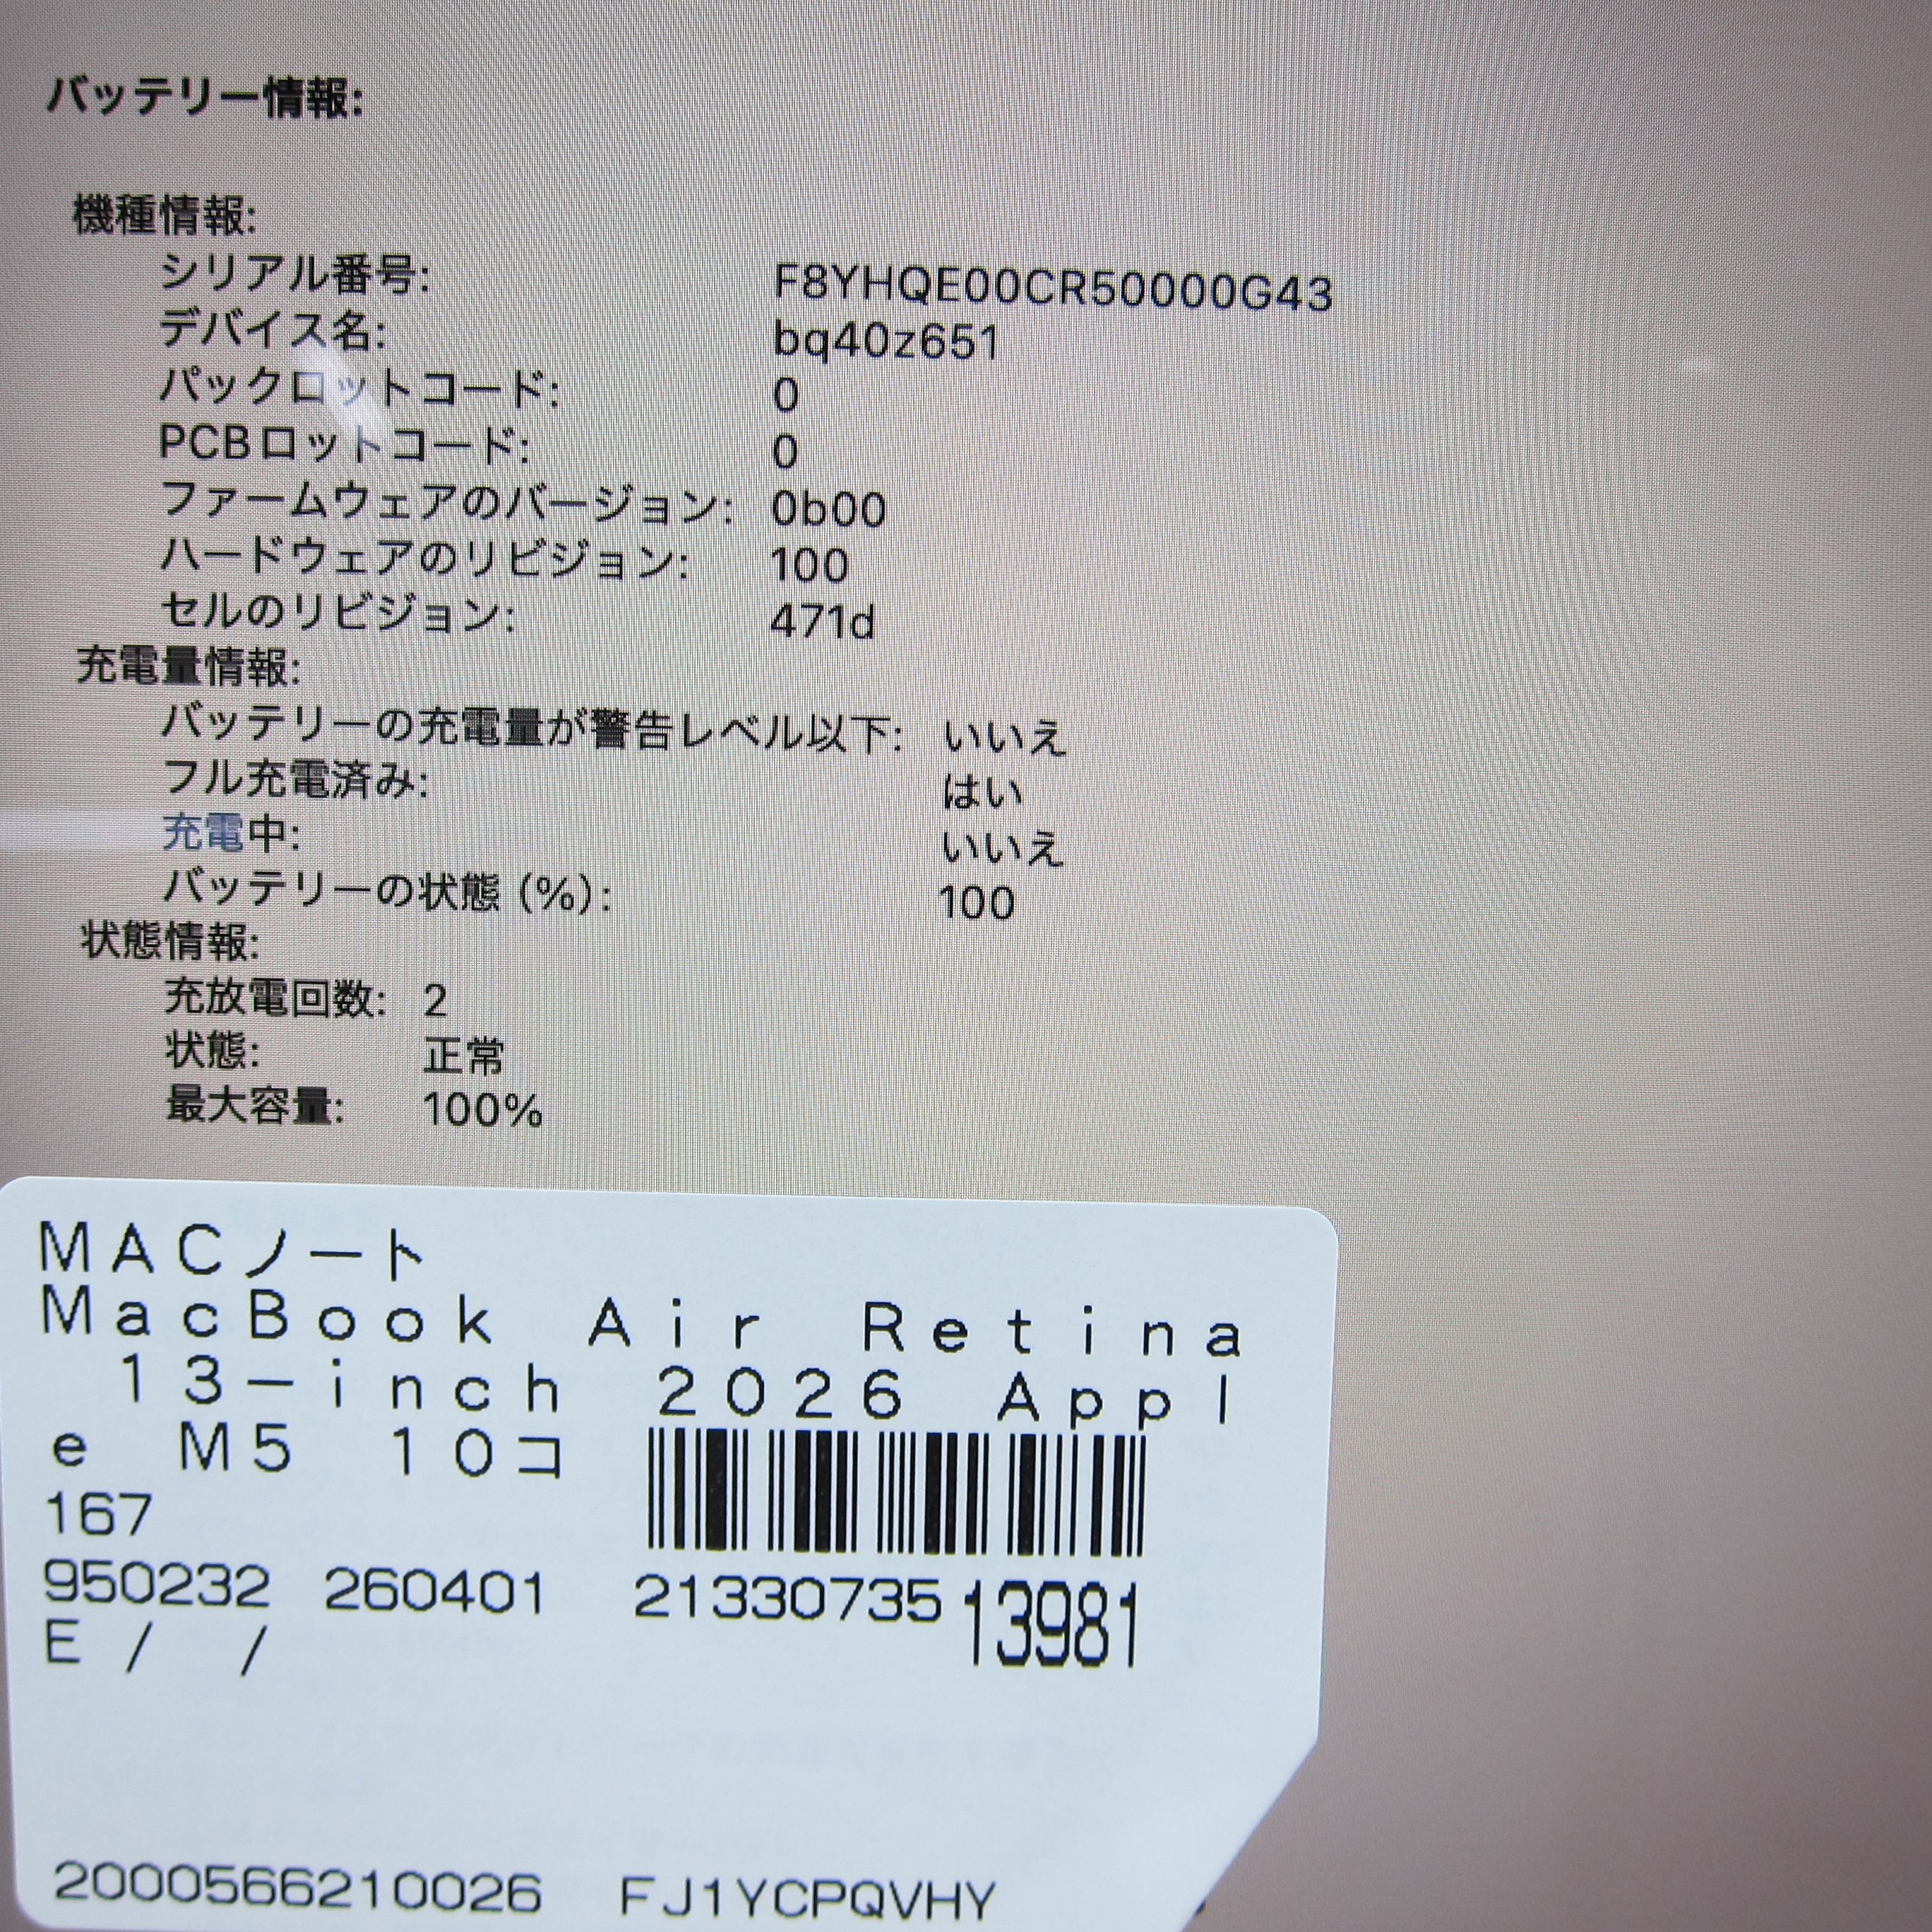 バッテリー情報:
機種情報:
シリアル番号: F8YHQE00CR50000G43
デバイス名: bq40z651
パックロットコード: 0
PCBロットコード: 0
ファームウェアのバージョン: 0b00
ハードウェアのリビジョン: 100
セルのリビジョン: 471d
充電量情報:
バッテリーの充電量が警告レベル以下: いいえ
フル充電済み: はい
充電中: いいえ
バッテリーの状態 (%): 100
状態情報:
充放電回数: 2
状態: 正常
最大容量: 100%
MACノート
MacBook Air Retina
13-inch 2026 Appl
e M5 10コ
167
950232 260401 21330735 13981
E / /
2000566210026 FJ1YCPQVHY